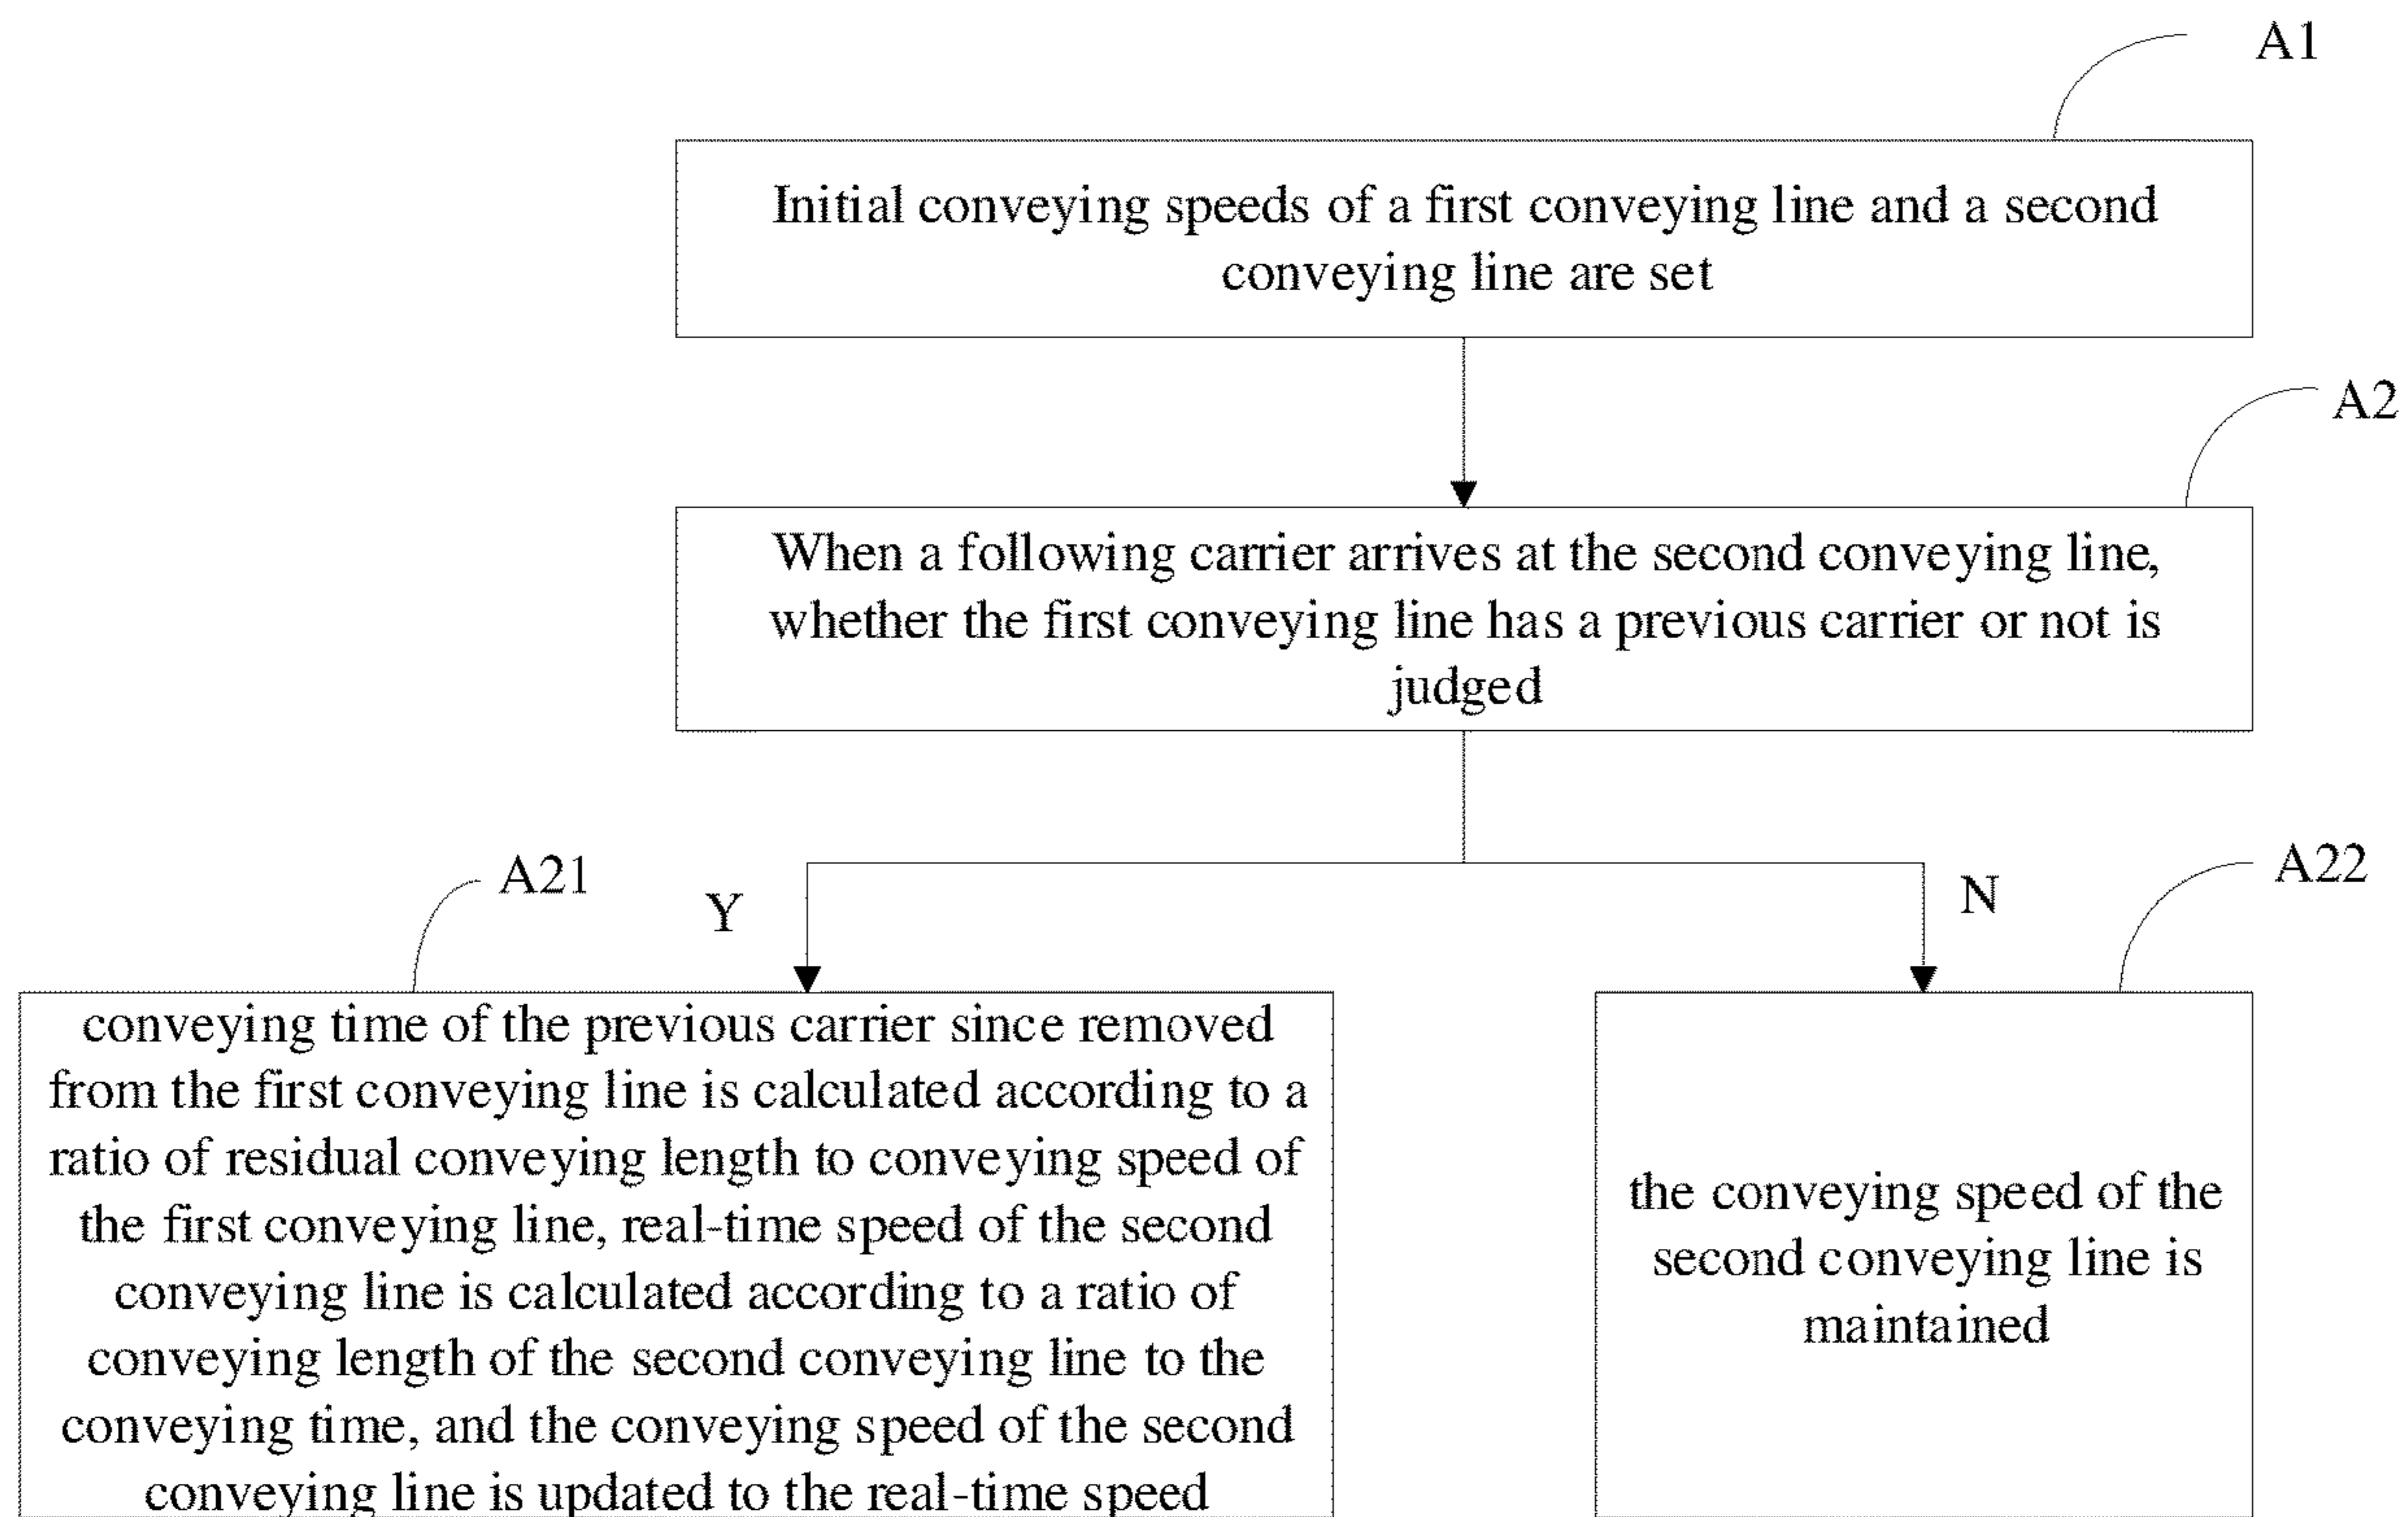 A1
Initial conveying speeds of a first conveying line and a second
conveying line are set
A2
When a following carrier arrives at the second conveying line,
whether the first conveying line has a previous carrier or not is
judged
A21
Y
N
A22
conveying time of the previous carrier since removed
from the first conveying line is calculated according to a
ratio of residual conveying length to conveying speed of
the first conveying line, real-time speed of the second
conveying line is calculated according to a ratio of
conveying length of the second conveying line to the
conveying time, and the conveying speed of the second
conveying line is updated to the real-time speed
the conveying speed of the
second conveying line is
maintained